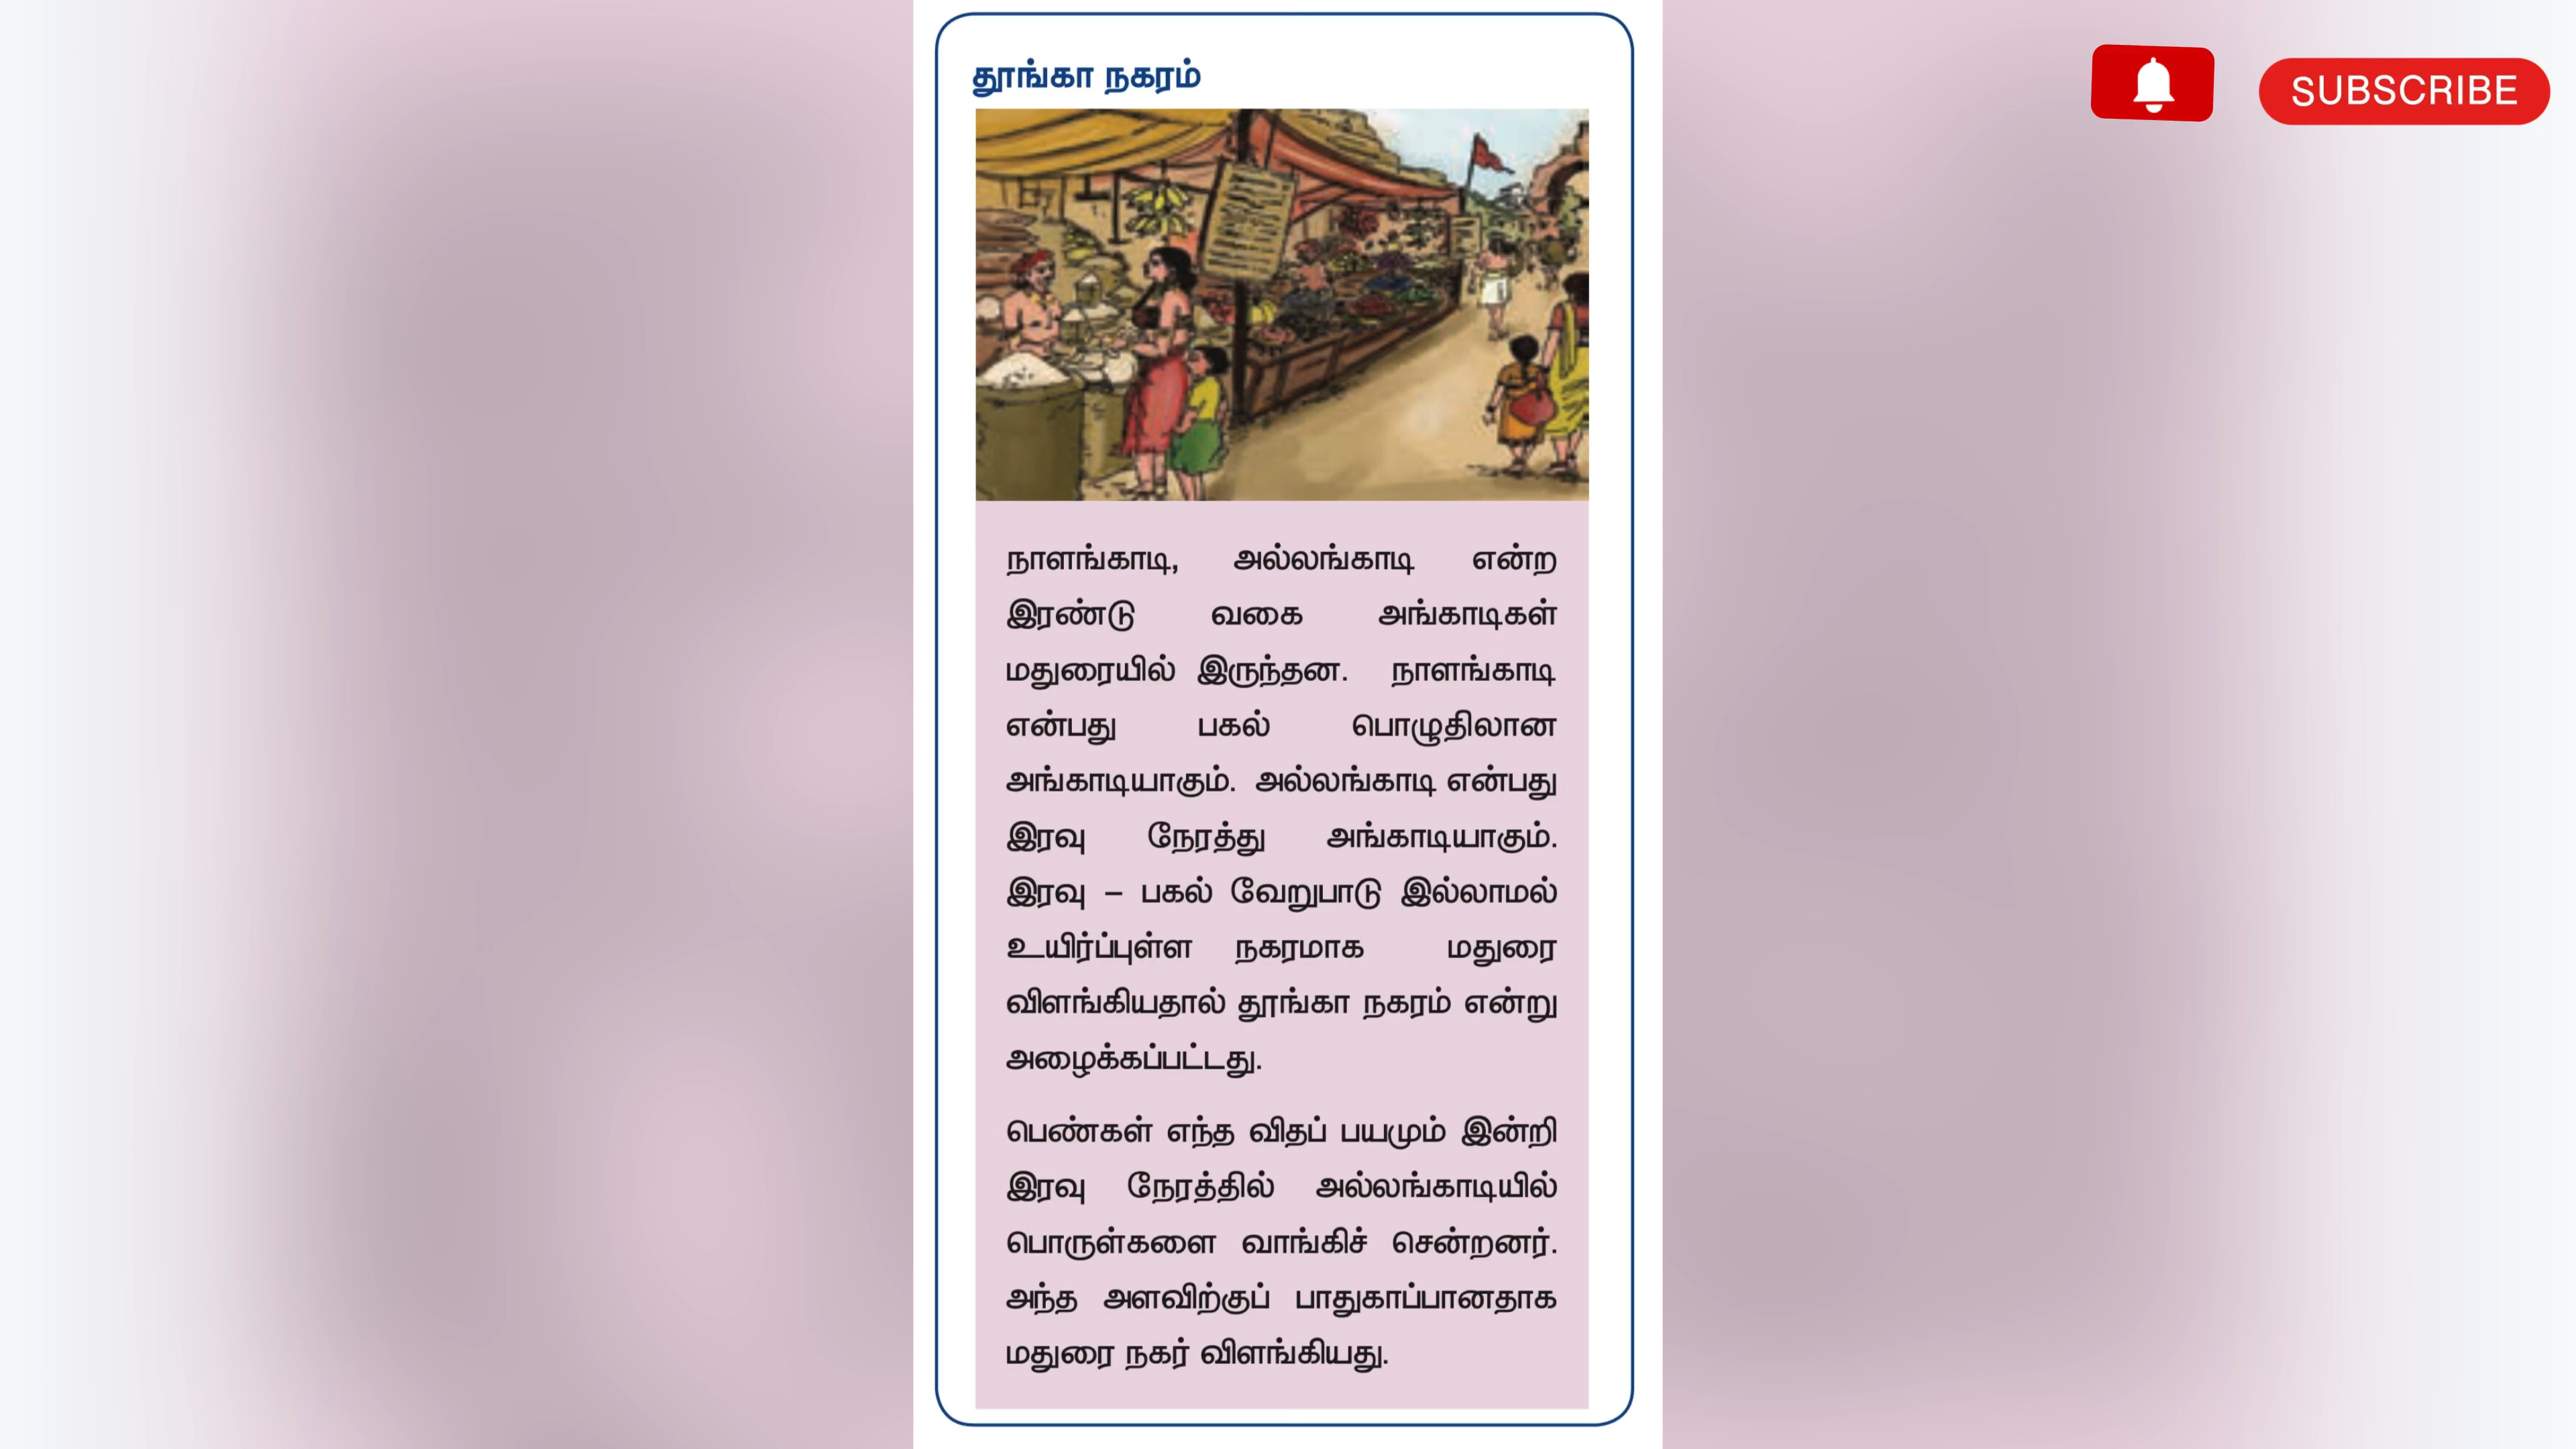 தூங்கா நகரம்
SUBSCRIBE
நாளங்காடி, அல்லங்காடி என்ற
இரண்டு வகை அங்காடிகள்
மதுரையில் இருந்தன. நாளங்காடி
என்பது பகல் பொழுதிலான
அங்காடியாகும். அல்லங்காடி என்பது
இரவு நேரத்து அங்காடியாகும்.
இரவு – பகல் வேறுபாடு இல்லாமல்
உயிர்ப்புள்ள நகரமாக மதுரை
விளங்கியதால் தூங்கா நகரம் என்று
அழைக்கப்பட்டது.
பெண்கள் எந்த விதப் பயமும் இன்றி
இரவு நேரத்தில் அல்லங்காடியில்
பொருள்களை வாங்கிச் சென்றனர்.
அந்த அளவிற்குப் பாதுகாப்பானதாக
மதுரை நகர் விளங்கியது.